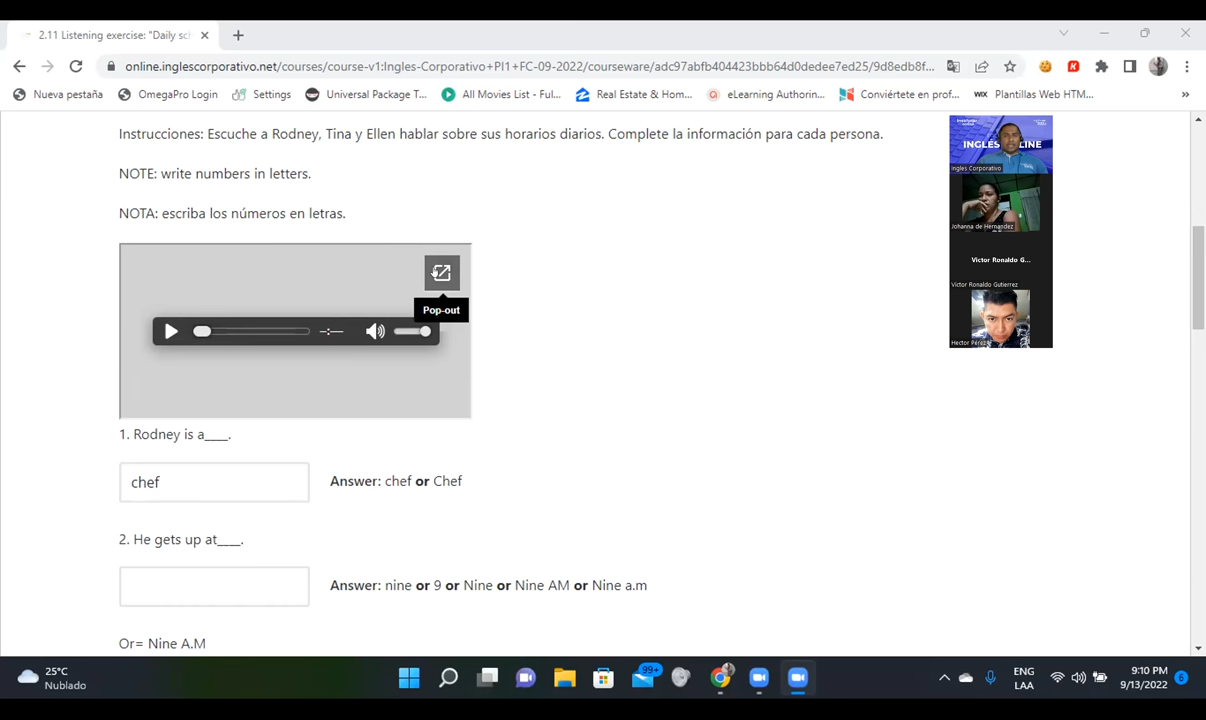 2.11 Listening exercise: "Daily sch
online.inglescorporativo.net/courses/course-v1:Ingles-Corporativo+PI1+FC-09-2022/courseware/adc97abfb404423bbb64d0dedee7ed25/9d8edb8f...
Nueva pestaña
OmegaPro Login
Settings
Universal Package T...
All Movies List - Ful...
Real Estate & Hom...
eLearning Authorin...
Conviértete en prof...
WIX Plantillas Web HTM...
»
Instrucciones: Escuche a Rodney, Tina y Ellen hablar sobre sus horarios diarios. Complete la información para cada persona.
NOTE: write numbers in letters.
NOTA: escriba los números en letras.
Pop-out
--:--
1. Rodney is a____.
chef
Answer: chef or Chef
2. He gets up at____.
Answer: nine or 9 or Nine or Nine AM or Nine a.m
Or= Nine A.M
INGLÉS
LINE
Ingles Corporativo
Johanna de Hernandez
Victor Ronaldo G...
Victor Ronaldo Gutierrez
Hector Pérez
25°C
Nublado
99+
ENG
LAA
9:10 PM
9/13/2022
6